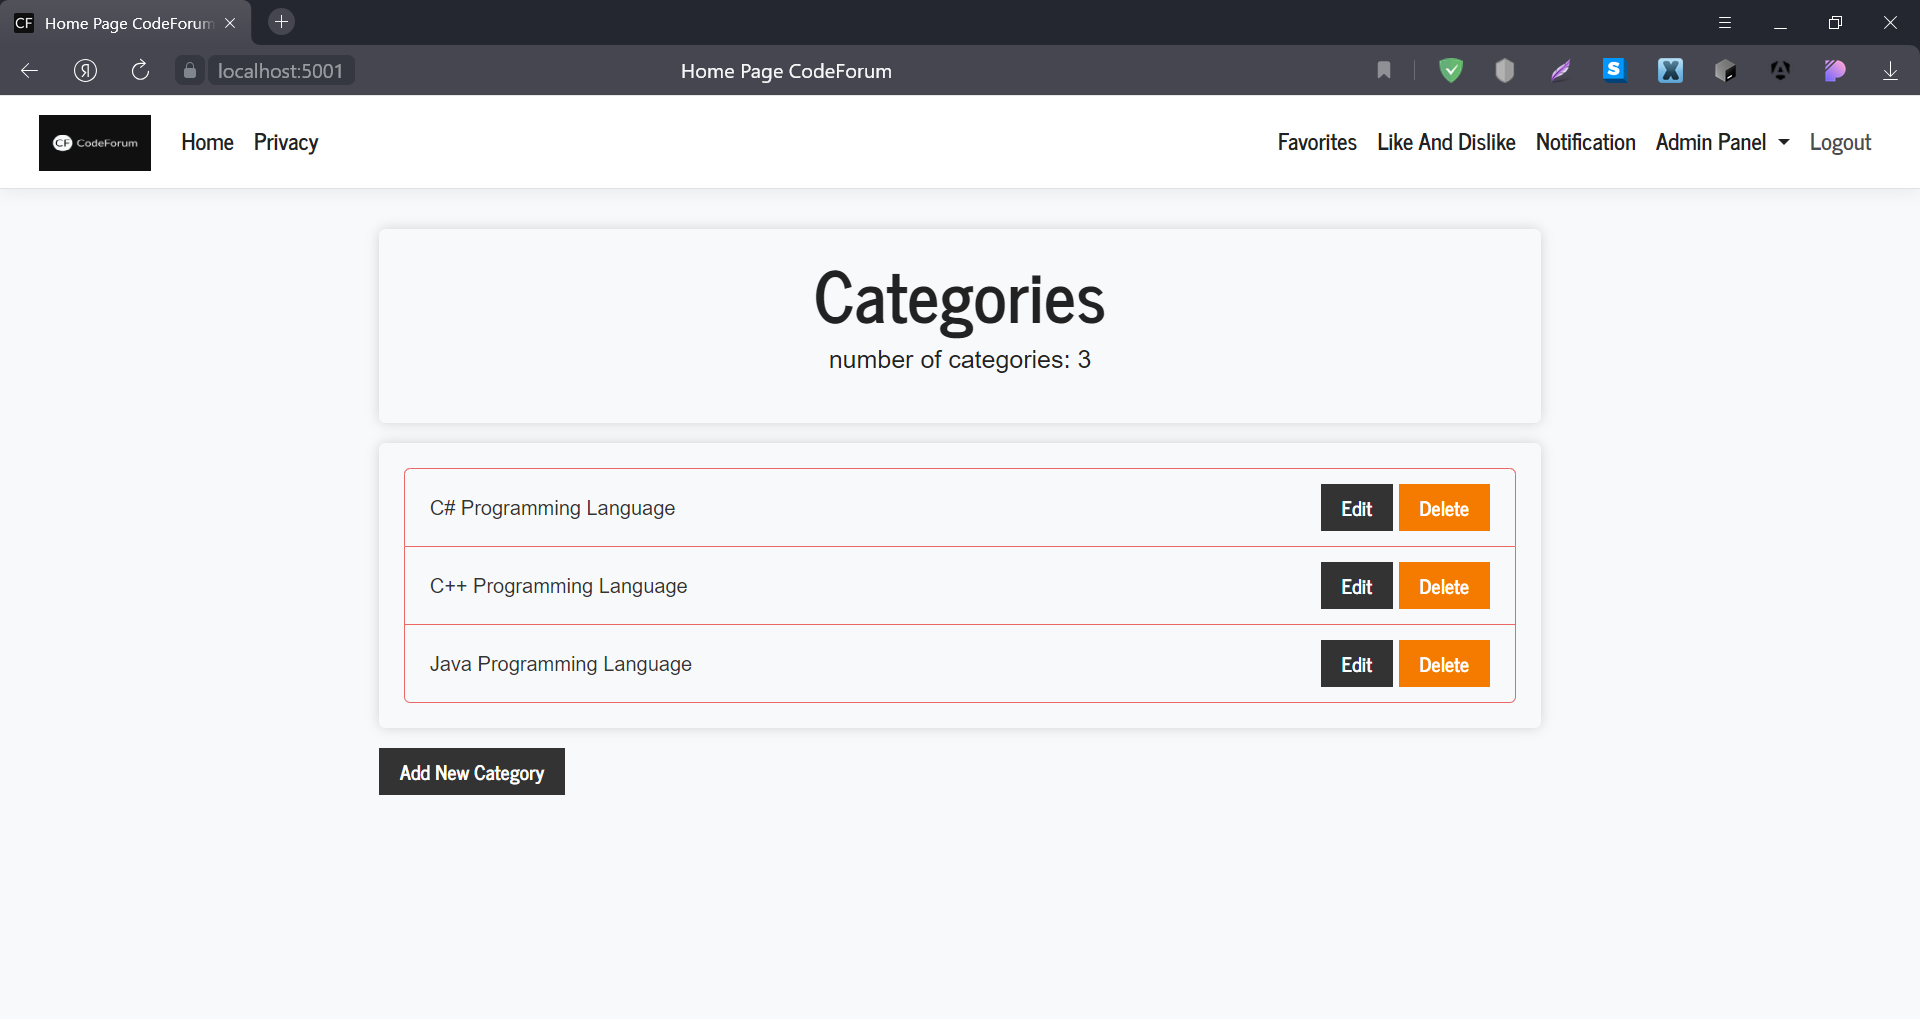 CF Home Page CodeForum
Я localhost:5001 Home Page CodeForum S X
CF CodeForum Home Privacy Favorites Like And Dislike Notification Admin Panel Logout
Categories
number of categories: 3
C# Programming Language Edit Delete
C++ Programming Language Edit Delete
Java Programming Language Edit Delete
Add New Category